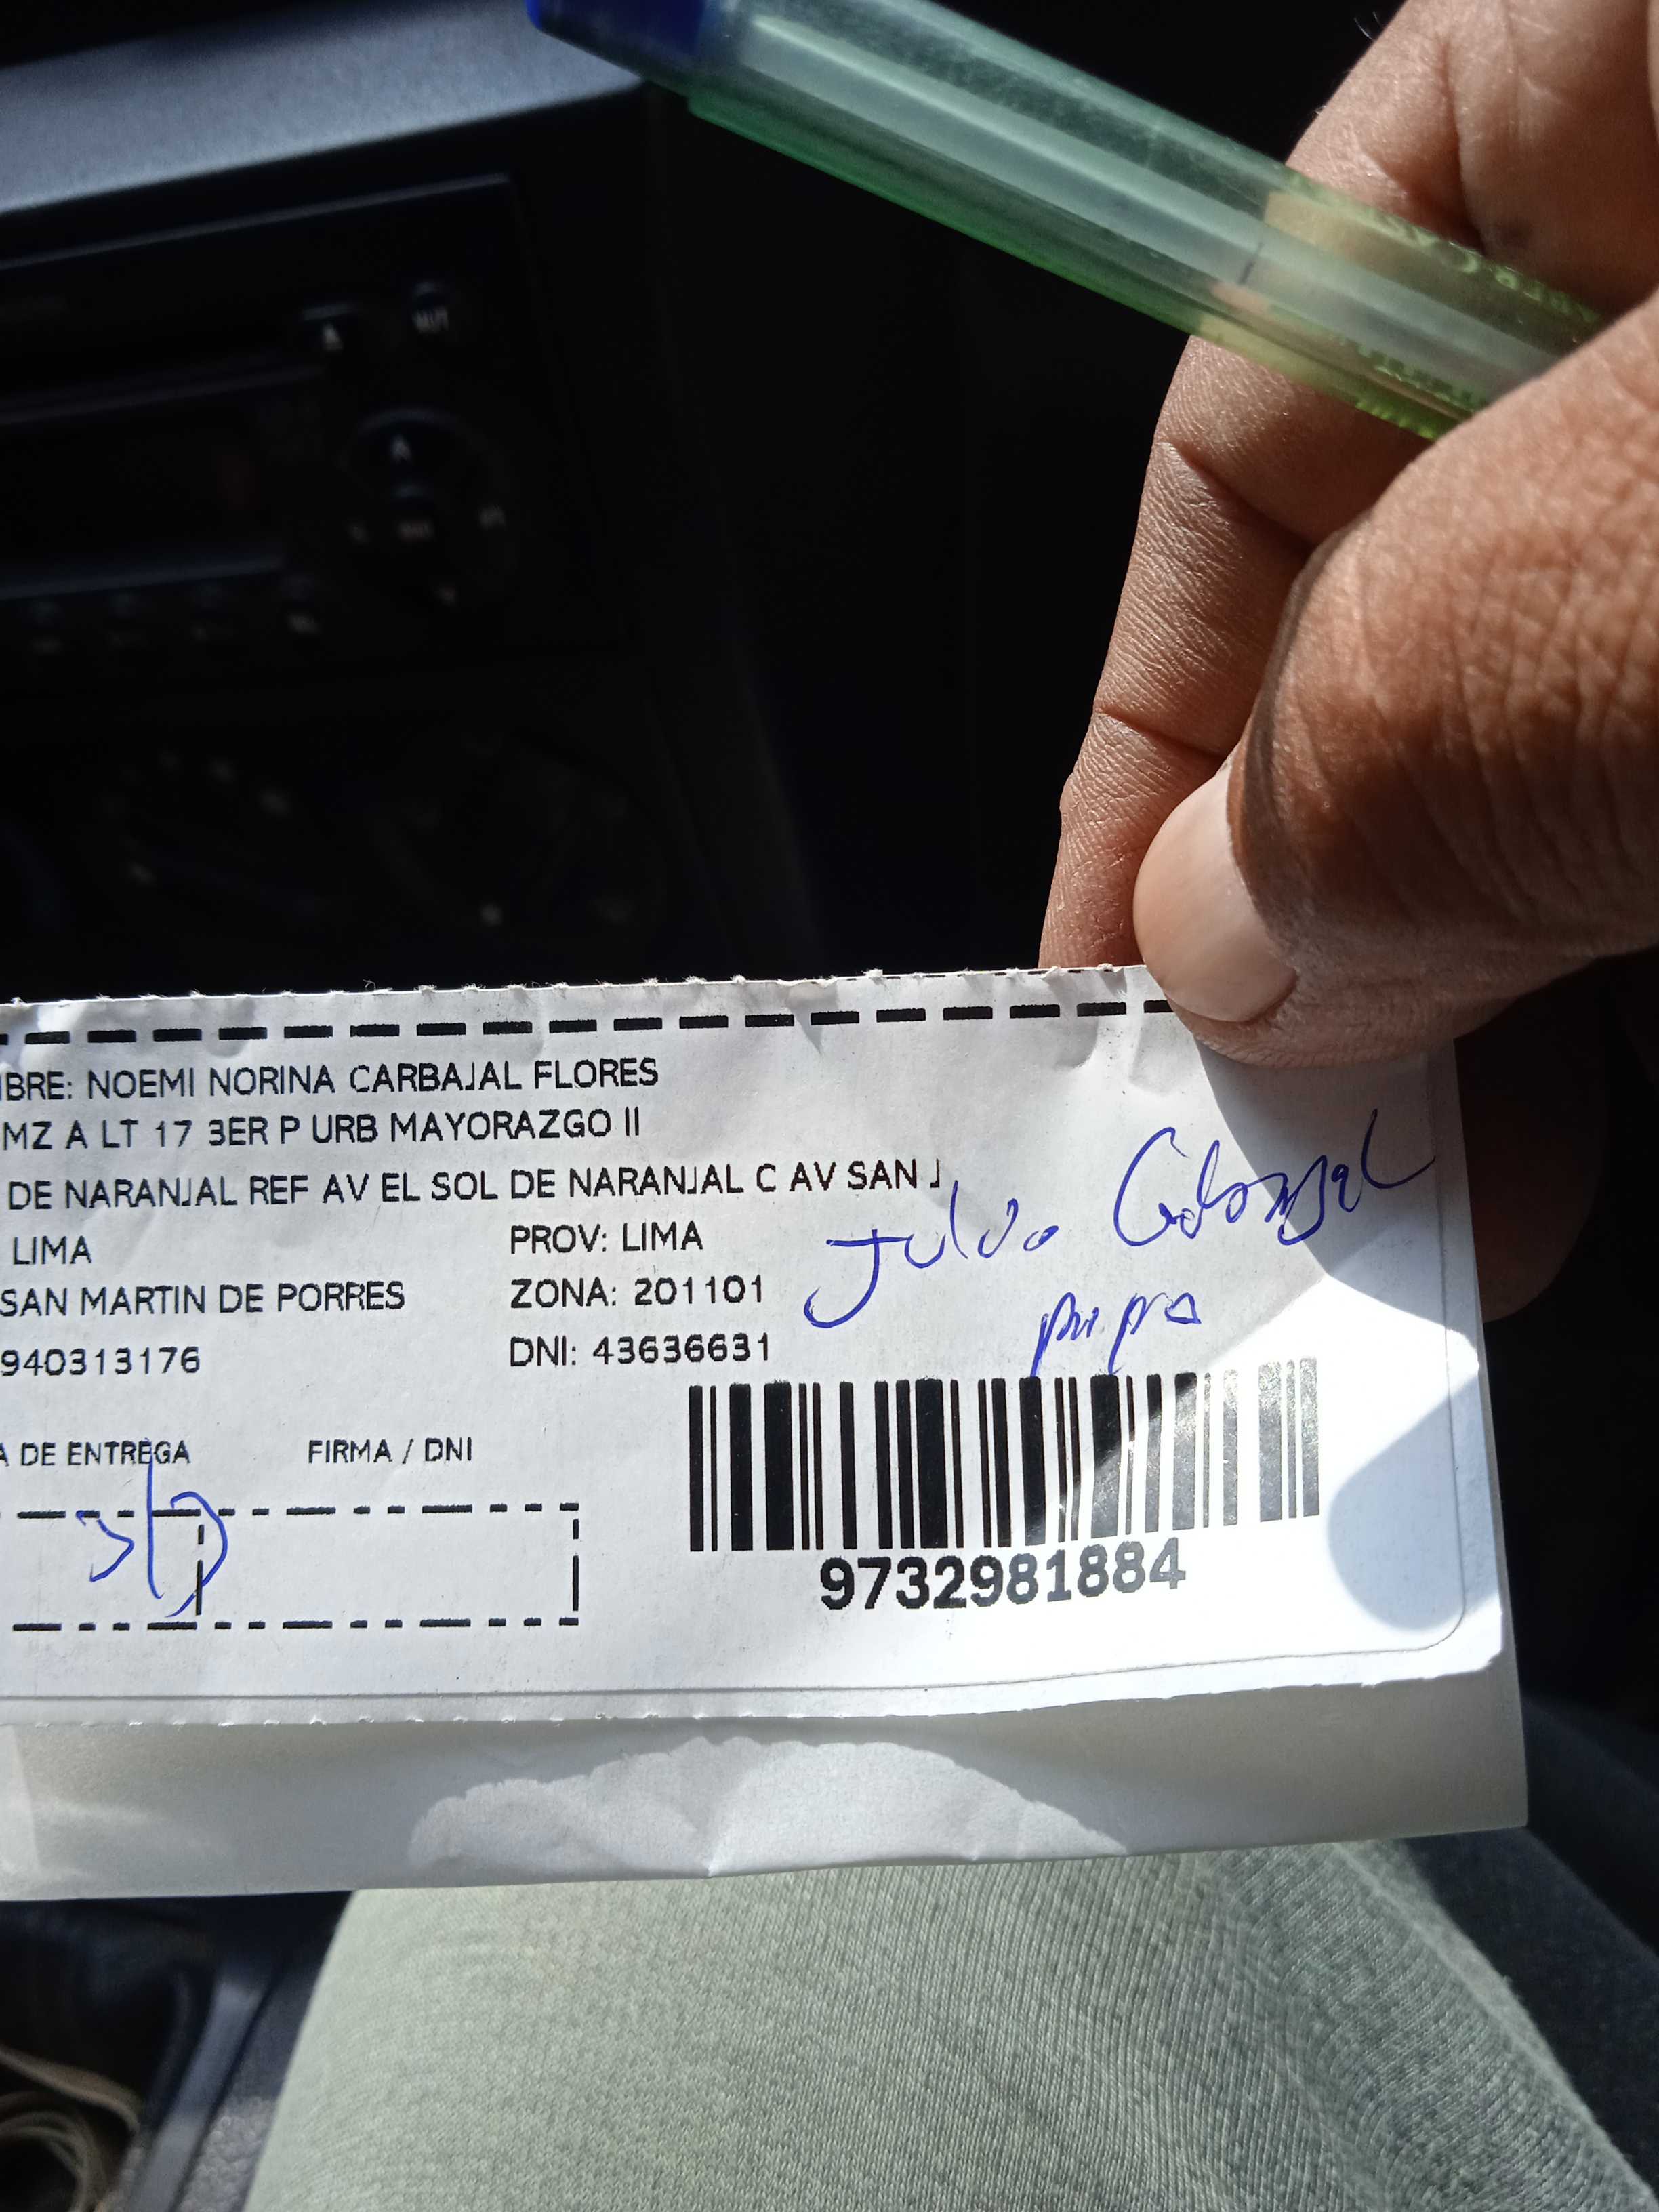 BRE: NOEMI NORINA CARBAJAL FLORES
MZ A LT 17 3ER P URB MAYORAZGO II
DE NARANJAL REF AV EL SOL DE NARANJAL C AV SAN J
LIMA
PROV: LIMA
SAN MARTIN DE PORRES
ZONA: 201101
940313176
DNI: 43636631
Carbajal
papa
A DE ENTREGA
FIRMA / DNI
9732981884